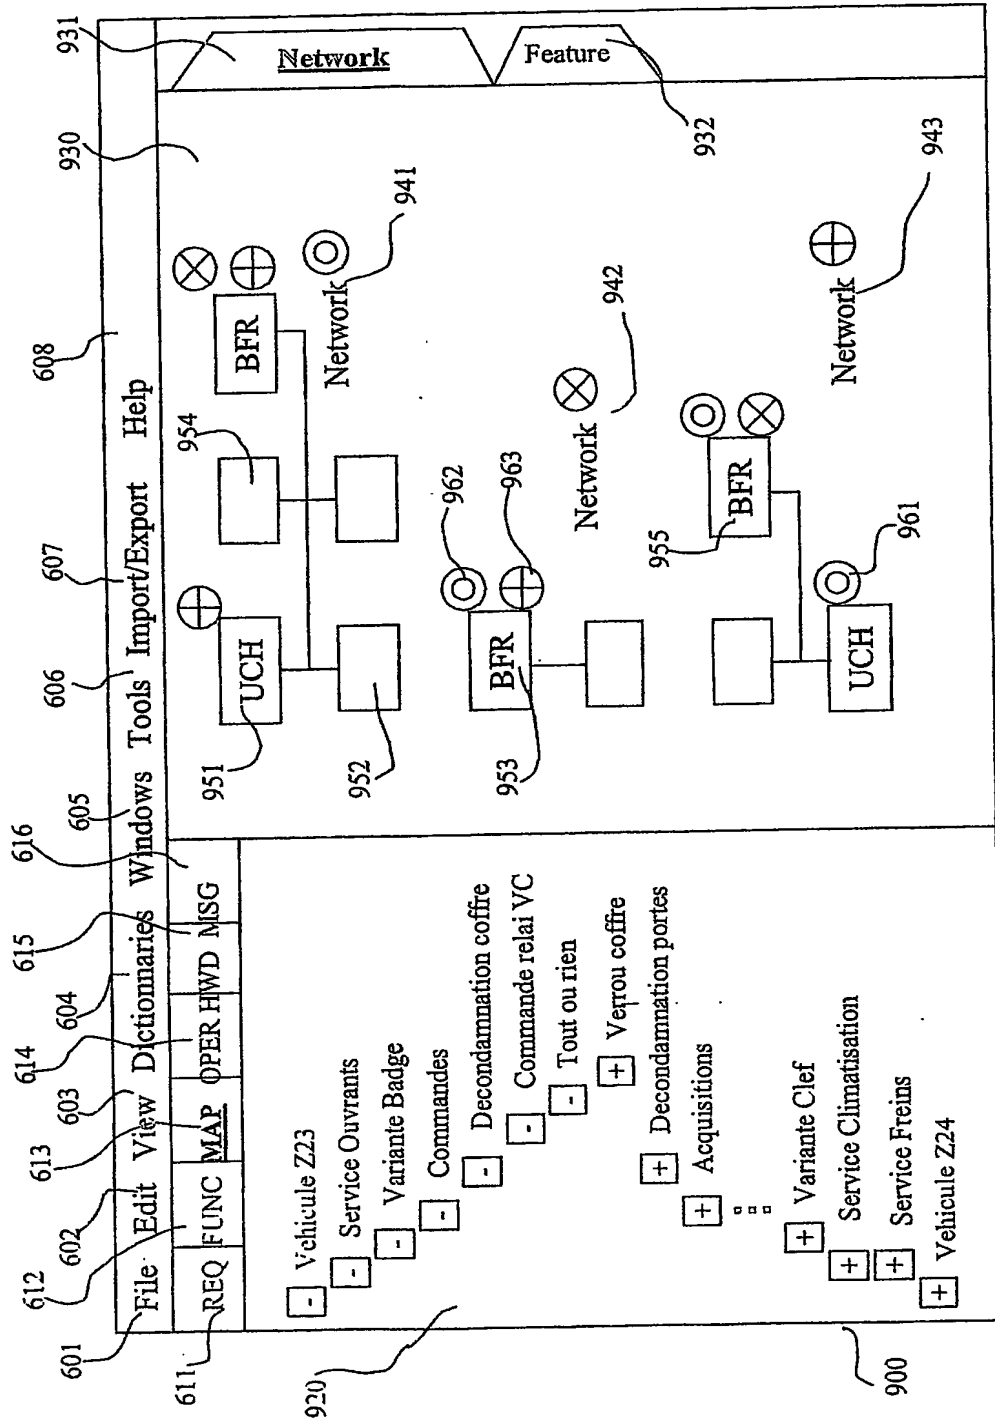 601 602 603 604 605 606 607 608
File Edit View Dictionnaries Windows Tools Import/Export Help
611 612 613 614 615 616
REQ FUNC MAP OPER HWD MSG
920
- Vehicule Z23
- Service Ouvrants
- Variante Badge
- Commandes
- Decondamnation coffre
- Commande relai VC
- Tout ou rien
+ Verrou coffre
+ Decondamnation portes
+ Acquisitions
+ Variante Clef
+ Service Climatisation
+ Service Freins
+ Vehicule Z24
900
930
931
Network
Feature
932
951
UCH
954
BFR
952
Network
941
962
963
BFR
953
Network
942
BFR
955
961
UCH
Network
943